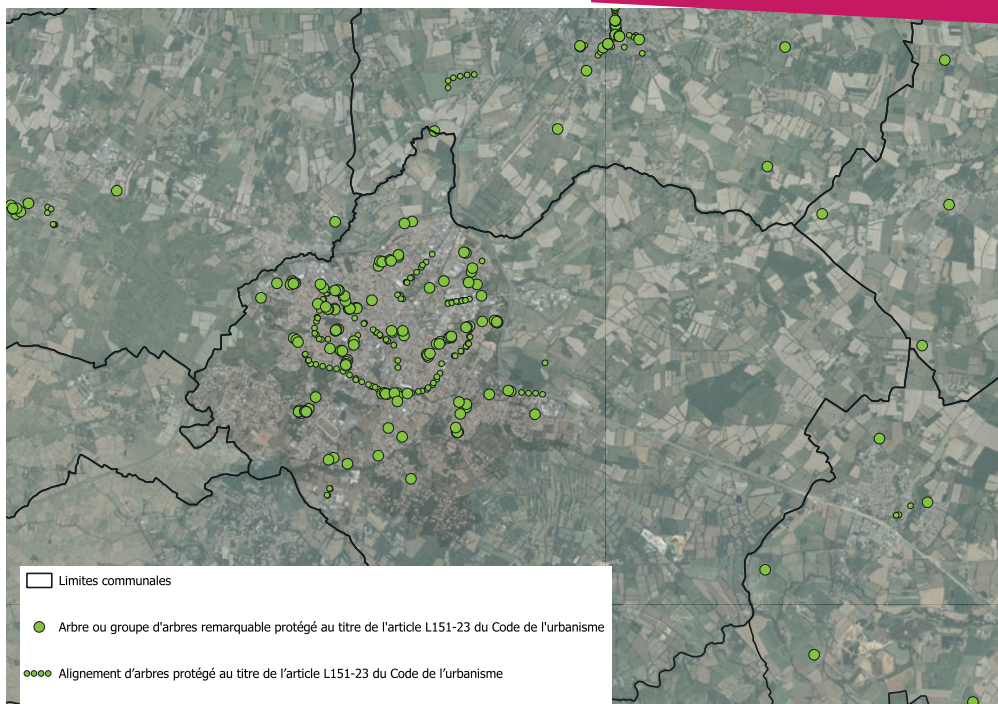 Limites communales
Arbre ou groupe d'arbres remarquable protégé au titre de l'article L151-23 du Code de l'urbanisme
Alignement d’arbres protégé au titre de l’article L151-23 du Code de l’urbanisme